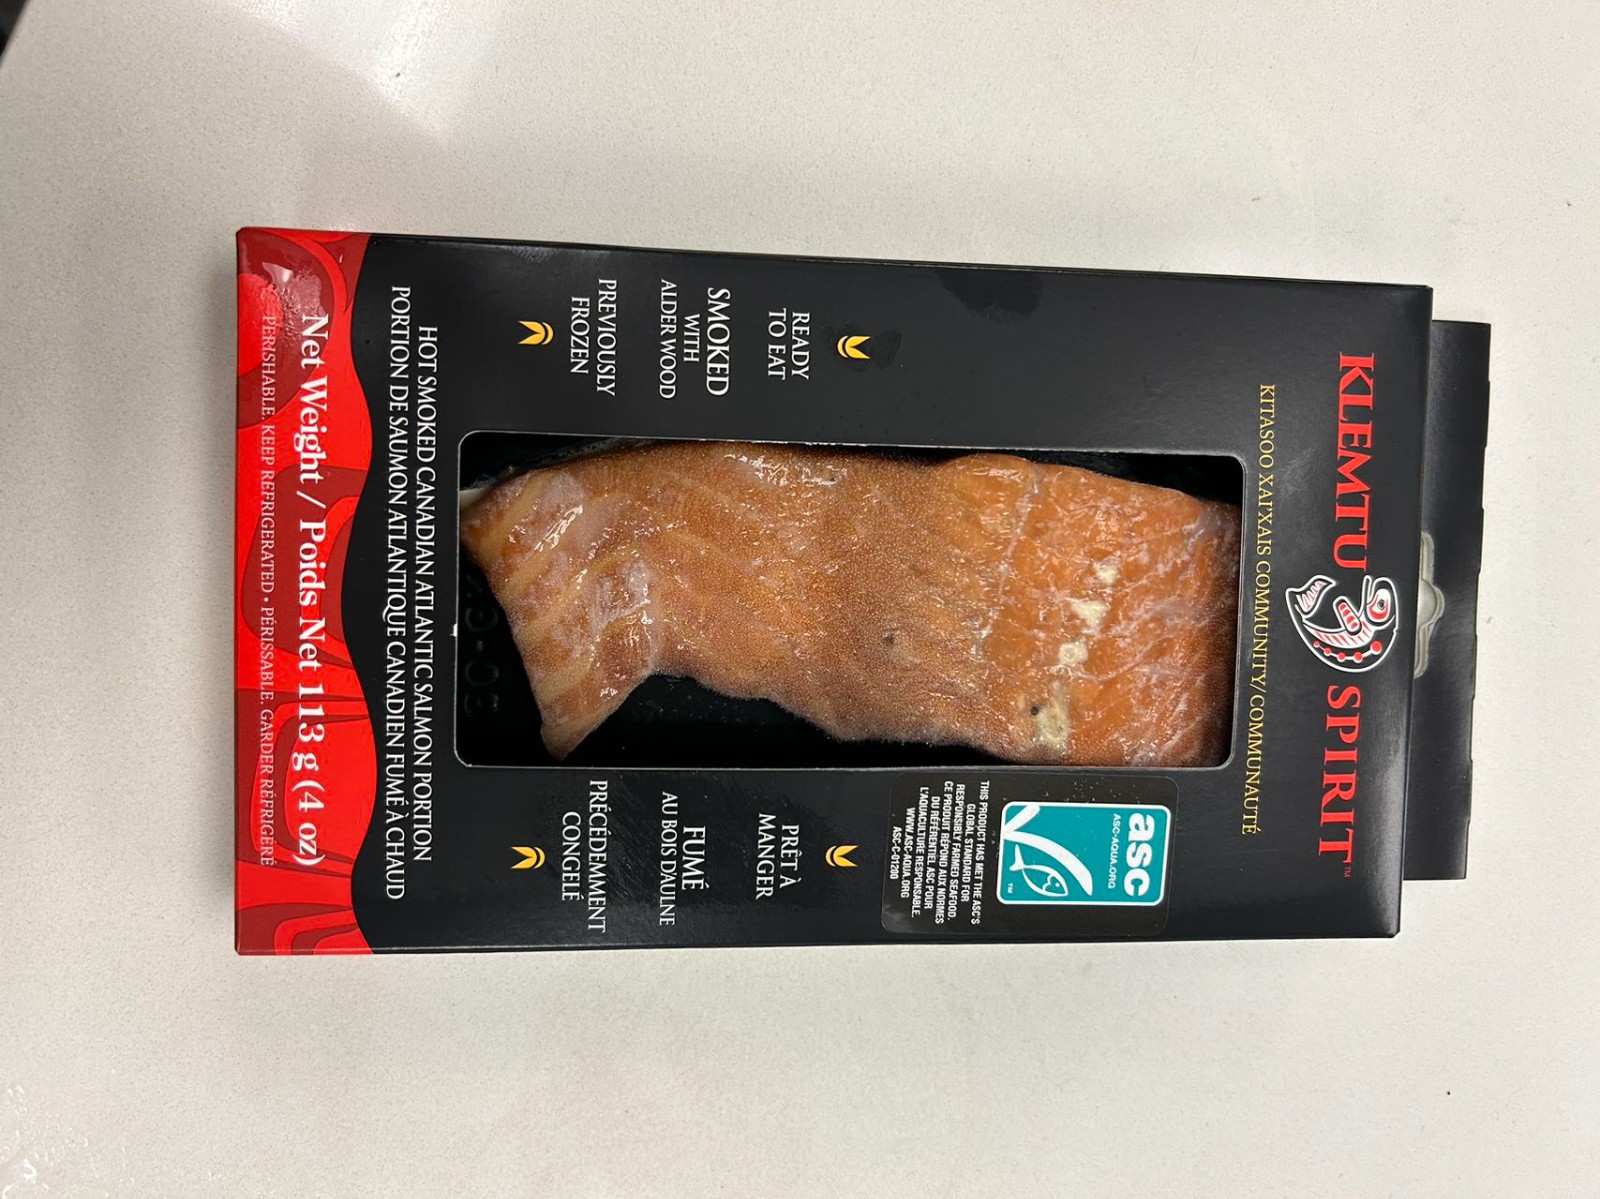 KLEMTU SPIRIT™
KITASOO XAI'XAIS COMMUNITY/COMMUNAUTÉ
asc
ASC-AQUA.ORG
TM
THIS PRODUCT HAS MET THE ASC'S
GLOBAL STANDARD FOR
RESPONSIBLY FARMED SEAFOOD.
CE PRODUIT RÉPOND AUX NORMES
DU RÉFÉRENTIEL ASC POUR
L'AQUACULTURE RESPONSABLE.
WWW.ASC-AQUA.ORG
ASC-C-01200
READY
TO EAT
SMOKED
WITH
ALDER WOOD
PREVIOUSLY
FROZEN
PRÊT À
MANGER
FUMÉ
AU BOIS D'AULNE
PRÉCÉDEMMENT
CONGELÉ
HOT SMOKED CANADIAN ATLANTIC SALMON PORTION
PORTION DE SAUMON ATLANTIQUE CANADIEN FUMÉ À CHAUD
Net Weight / Poids Net 113 g (4 oz)
PERISHABLE. KEEP REFRIGERATED • PÉRISSABLE. GARDER RÉFRIGÉRÉ